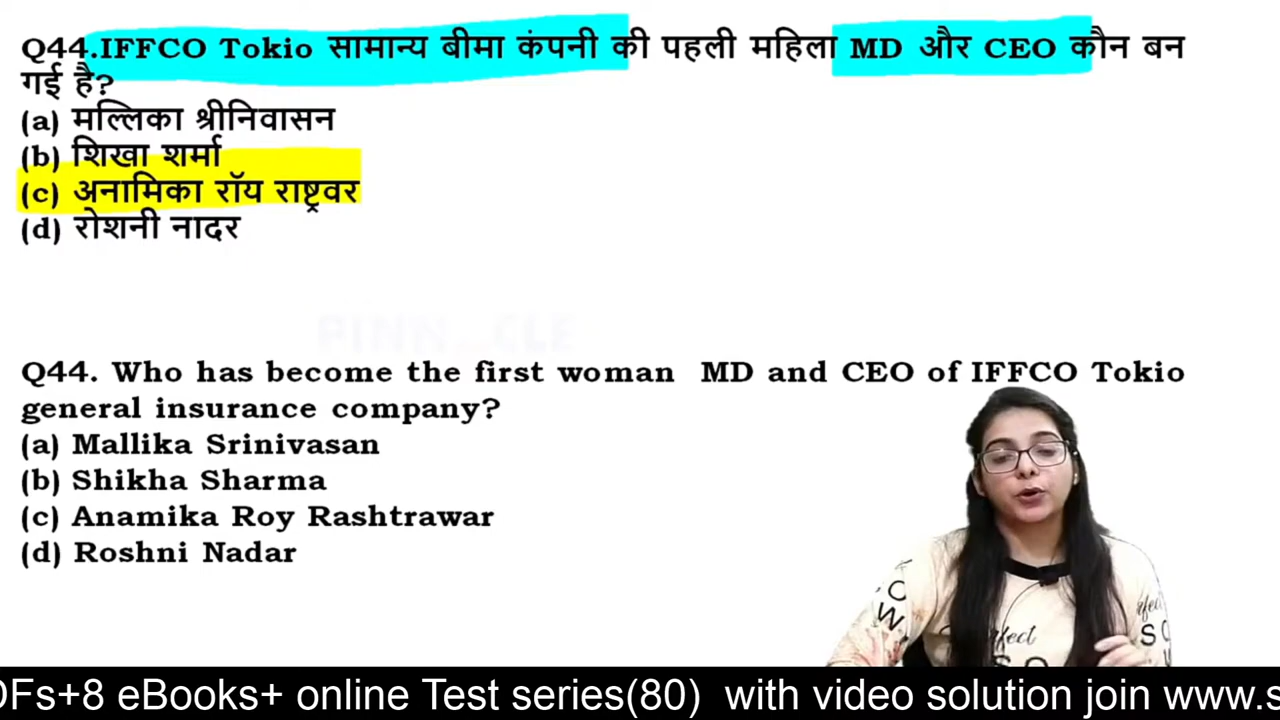 Q44.IFFCO Tokio सामान्य बीमा कंपनी की पहली महिला MD और CEO कौन बन
गई है?
(a) मल्लिका श्रीनिवासन
(b) शिखा शर्मा
(c) अनामिका रॉय राष्ट्रवर
(d) रोशनी नादर
Q44. Who has become the first woman MD and CEO of IFFCO Tokio
general insurance company?
(a) Mallika Srinivasan
(b) Shikha Sharma
(c) Anamika Roy Rashtrawar
(d) Roshni Nadar
DFs+8 eBooks+ online Test series(80) with video solution join www.s